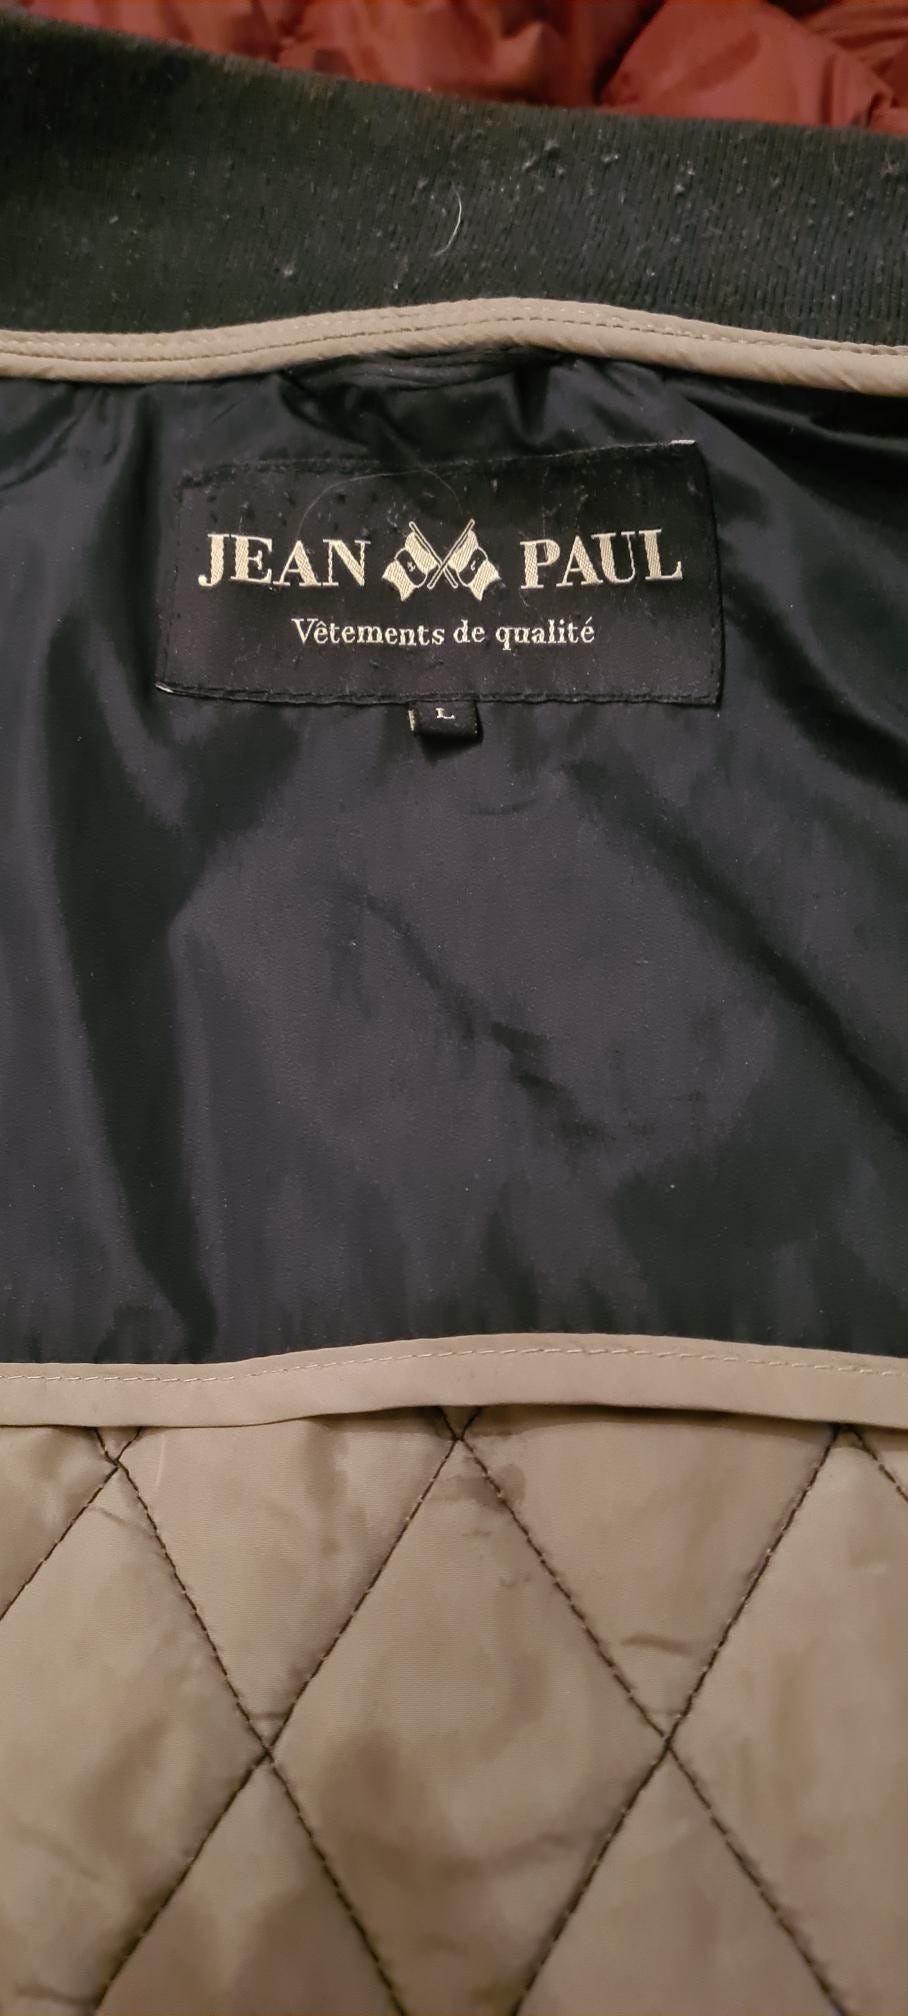 JEAN PAUL
Vêtements de qualité
L